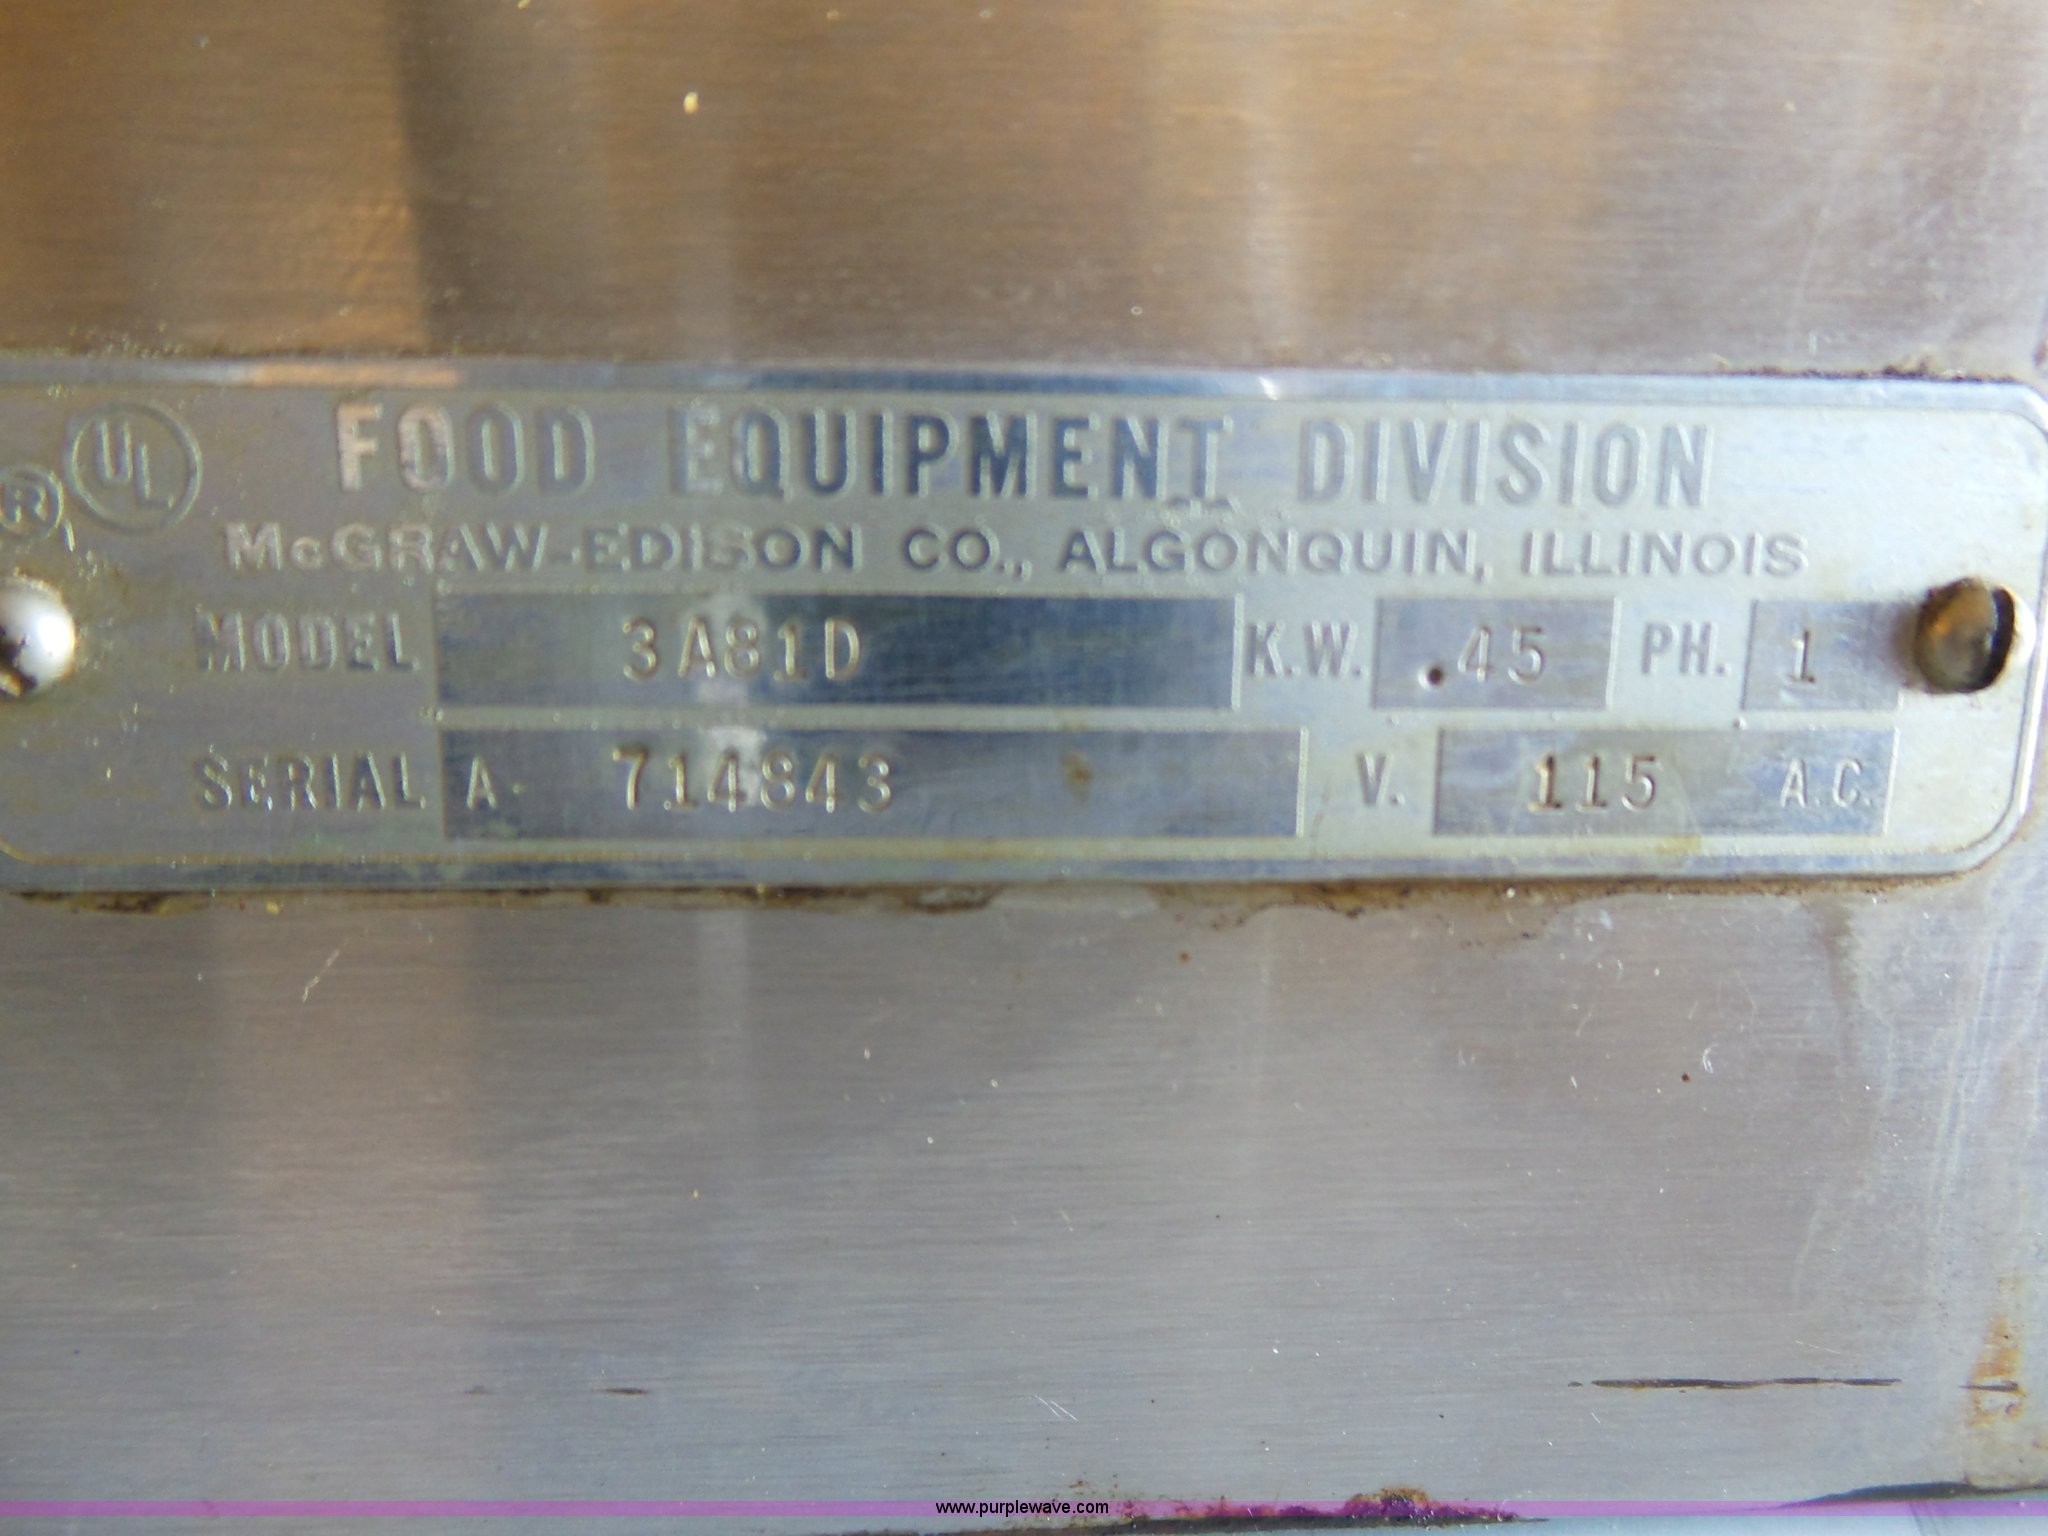 ® UL FOOD EQUIPMENT DIVISION
McGRAW-EDISON CO., ALGONQUIN, ILLINOIS
MODEL 3A81D K.W. .45 PH. 1
SERIAL A- 714843 V. 115 A.C.
www.purplewave.com